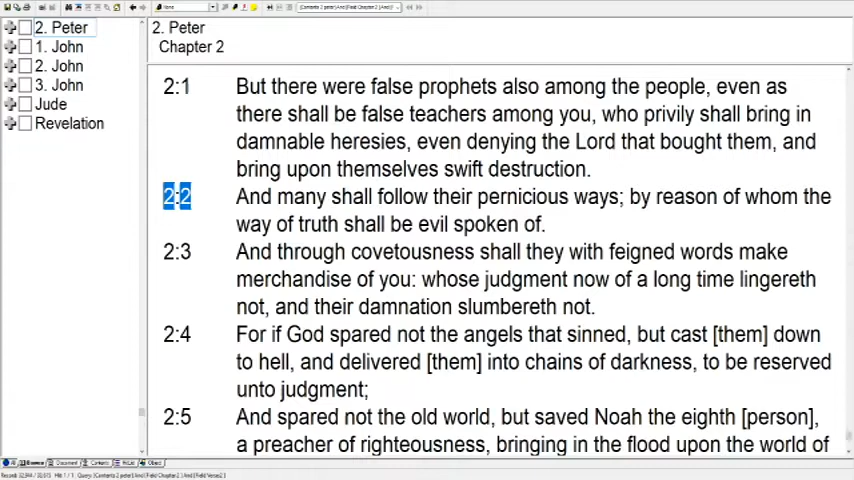 2. Peter
1. John
2. John
3. John
Jude
Revelation
2. Peter
Chapter 2
2:1 But there were false prophets also among the people, even as
there shall be false teachers among you, who privily shall bring in
damnable heresies, even denying the Lord that bought them, and
bring upon themselves swift destruction.
2:2 And many shall follow their pernicious ways; by reason of whom the
way of truth shall be evil spoken of.
2:3 And through covetousness shall they with feigned words make
merchandise of you: whose judgment now of a long time lingereth
not, and their damnation slumbereth not.
2:4 For if God spared not the angels that sinned, but cast [them] down
to hell, and delivered [them] into chains of darkness, to be reserved
unto judgment;
2:5 And spared not the old world, but saved Noah the eighth [person],
a preacher of righteousness, bringing in the flood upon the world of
All Browse Document Contents Hit List Object